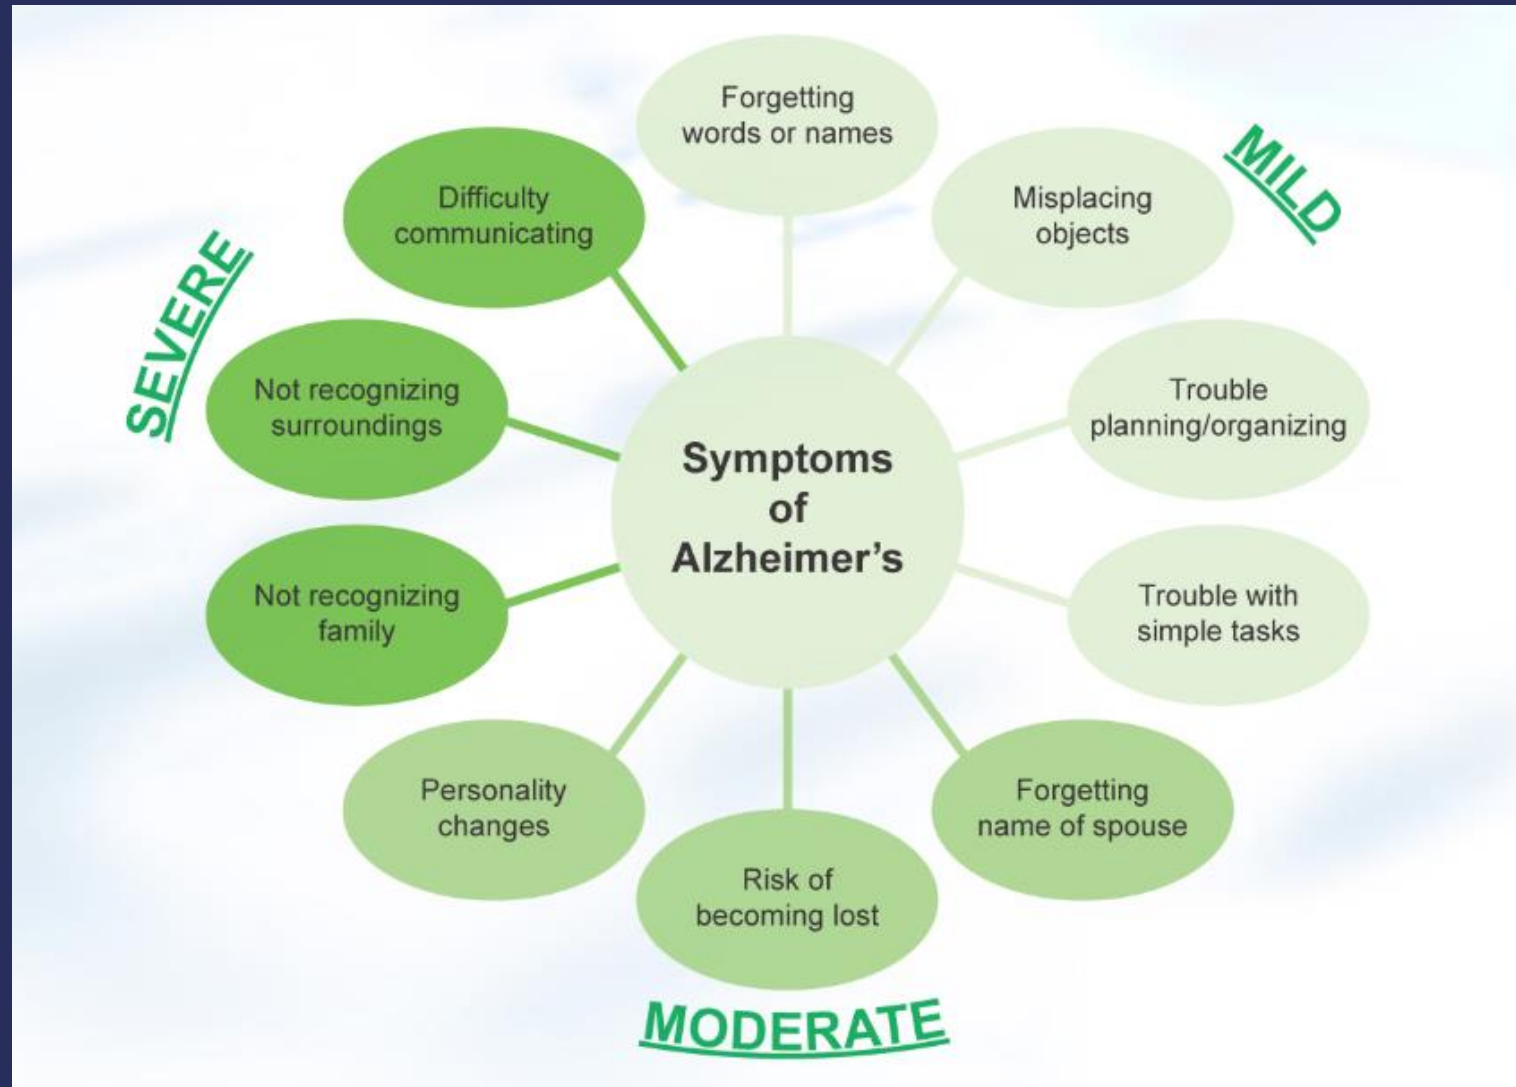 Symptoms
of
Alzheimer’s
MILD
Forgetting
words or names
Misplacing
objects
Trouble
planning/organizing
Trouble with
simple tasks
MODERATE
Forgetting
name of spouse
Risk of
becoming lost
Personality
changes
SEVERE
Not recognizing
family
Not recognizing
surroundings
Difficulty
communicating